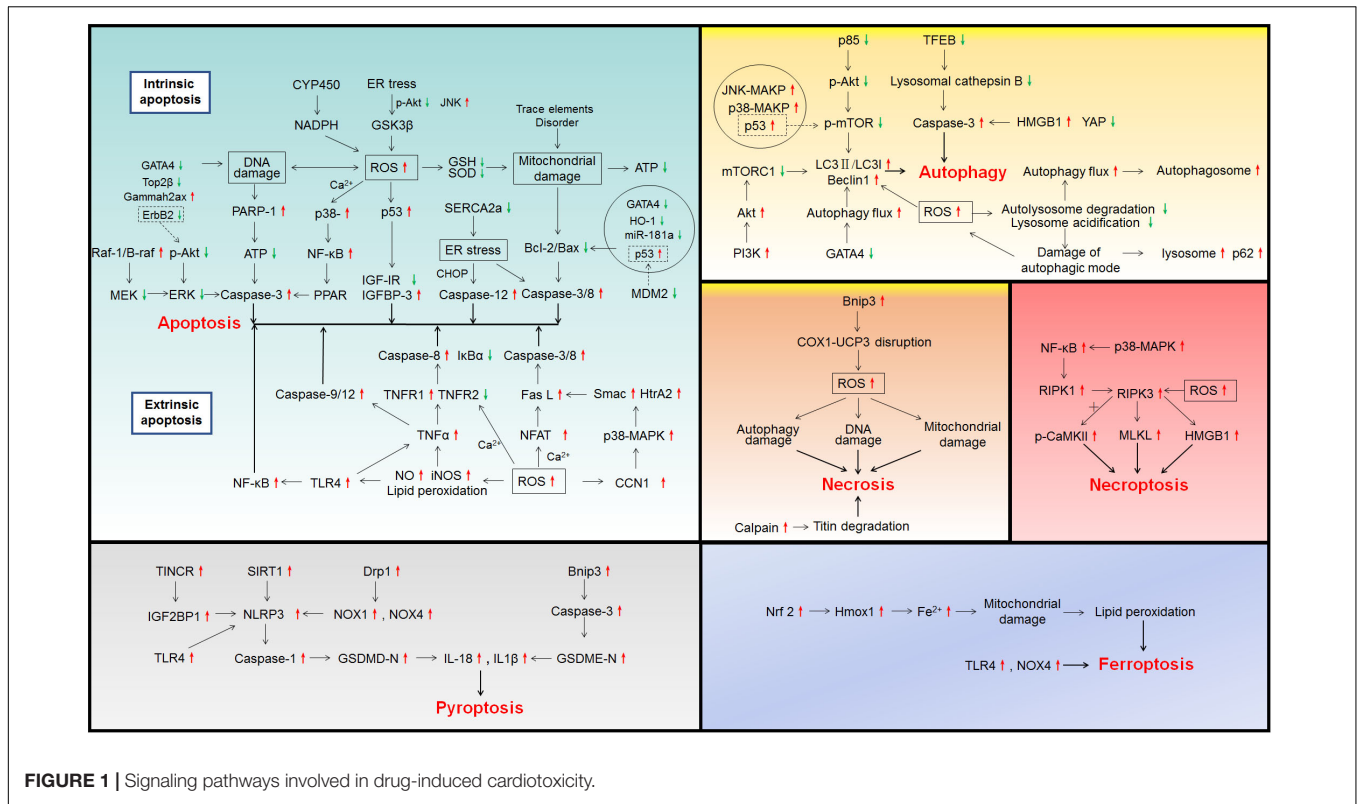 Intrinsic
apoptosis
CYP450
ER tress
p-Akt ↓ JNK ↑
NADPH
GSK3β
Trace elements
Disorder
GATA4 ↓
Top2β ↓
Gammah2ax ↑
ErbB2 ↓
DNA
damage
ROS ↑
GSH ↓
SOD ↓
Mitochondrial
damage
ATP ↓
Ca²⁺
PARP-1 ↑
p38- ↑
p53 ↑
SERCA2a ↓
GATA4 ↓
HO-1 ↓
miR-181a ↓
p53 ↑
Raf-1/B-raf ↑
p-Akt ↓
ATP ↓
NF-κB ↑
ER stress
Bcl-2/Bax ↓
CHOP
MEK ↓
ERK ↓
Caspase-3 ↑
PPAR
IGF-IR ↓
IGFBP-3 ↑
Caspase-12 ↑
Caspase-3/8 ↑
MDM2 ↓
Apoptosis
Extrinsic
apoptosis
Caspase-8 ↑ IκBα ↓
Caspase-3/8 ↑
Caspase-9/12 ↑
TNFR1 ↑ TNFR2 ↓
Fas L ↑
Smac ↑ HtrA2 ↑
TNFα ↑
Ca²⁺
NFAT ↑
Ca²⁺
p38-MAPK ↑
NF-κB ↑
TLR4 ↑
NO ↑ iNOS ↑
Lipid peroxidation
ROS ↑
CCN1 ↑
p85 ↓
TFEB ↓
JNK-MAKP ↑
p38-MAKP ↑
p53 ↑
p-Akt ↓
Lysosomal cathepsin B ↓
p-mTOR ↓
Caspase-3 ↑
HMGB1 ↑ YAP ↓
mTORC1 ↓
LC3Ⅱ/LC3I ↑
Beclin1 ↑
Autophagy
Autophagy flux ↑
Autophagosome ↑
Akt ↑
Autophagy flux ↑
ROS ↑
Autolysosome degradation ↓
Lysosome acidification ↓
PI3K ↑
GATA4 ↓
Damage of
autophagic mode
lysosome ↑ p62 ↑
Bnip3 ↑
COX1-UCP3 disruption
ROS ↑
Autophagy
damage
DNA
damage
Mitochondrial
damage
Necrosis
Calpain ↑
Titin degradation
NF-κB ↑
p38-MAPK ↑
RIPK1 ↑
RIPK3 ↑
ROS ↑
+
p-CaMKII ↑
MLKL ↑
HMGB1 ↑
Necroptosis
TINCR ↑
SIRT1 ↑
Drp1 ↑
Bnip3 ↑
IGF2BP1 ↑
NLRP3 ↑
NOX1 ↑ , NOX4 ↑
Caspase-3 ↑
TLR4 ↑
Caspase-1 ↑
GSDMD-N ↑
IL-18 ↑ , IL1β ↑
GSDME-N ↑
Pyroptosis
Nrf 2 ↑
Hmox1 ↑
Fe²⁺ ↑
Mitochondrial
damage
Lipid peroxidation
TLR4 ↑ , NOX4 ↑
Ferroptosis
FIGURE 1 | Signaling pathways involved in drug-induced cardiotoxicity.